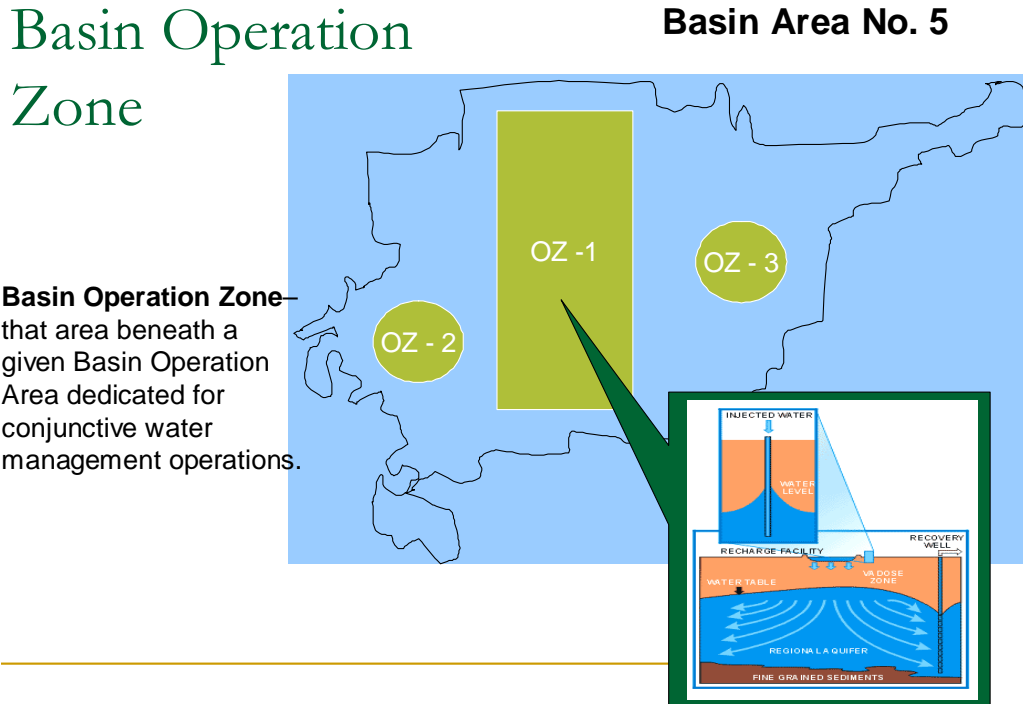 Basin Operation
Zone
Basin Area No. 5
Basin Operation Zone–
that area beneath a
given Basin Operation
Area dedicated for
conjunctive water
management operations.
OZ -1
OZ - 2
OZ - 3
INJECTED WATER
WATER
LEVEL
RECHARGE FACILITY
RECOVERY
WELL
WATER TABLE
VADOSE
ZONE
REGIONAL AQUIFER
FINE GRAINED SEDIMENTS